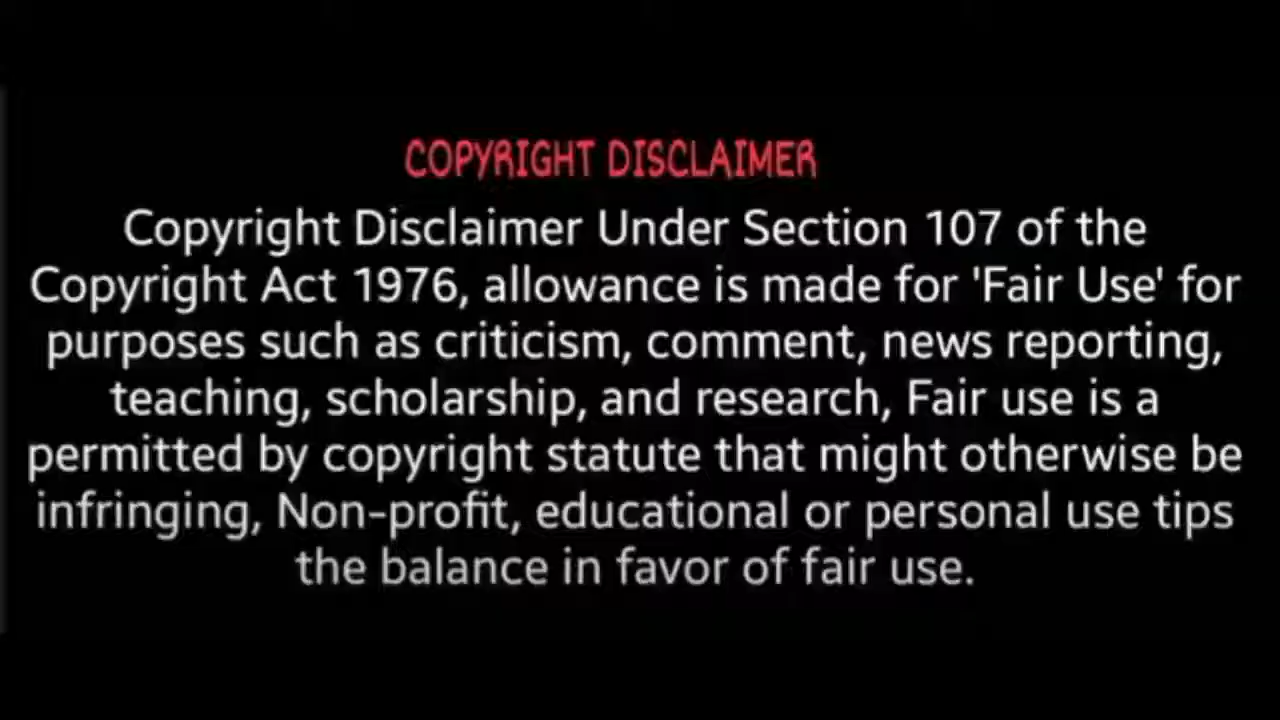 COPYRIGHT DISCLAIMER
Copyright Disclaimer Under Section 107 of the
Copyright Act 1976, allowance is made for 'Fair Use' for
purposes such as criticism, comment, news reporting,
teaching, scholarship, and research, Fair use is a
permitted by copyright statute that might otherwise be
infringing, Non-profit, educational or personal use tips
the balance in favor of fair use.